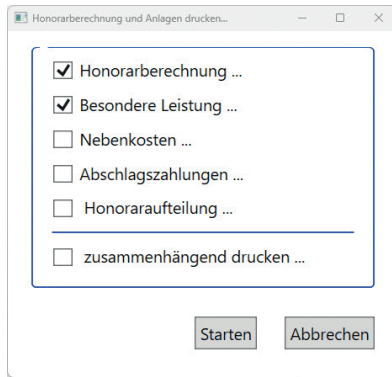 Honorarberechnung und Anlagen drucken...
Honorarberechnung ...
Besondere Leistung ...
Nebenkosten ...
Abschlagszahlungen ...
Honoraraufteilung ...
zusammenhängend drucken ...
Starten Abbrechen